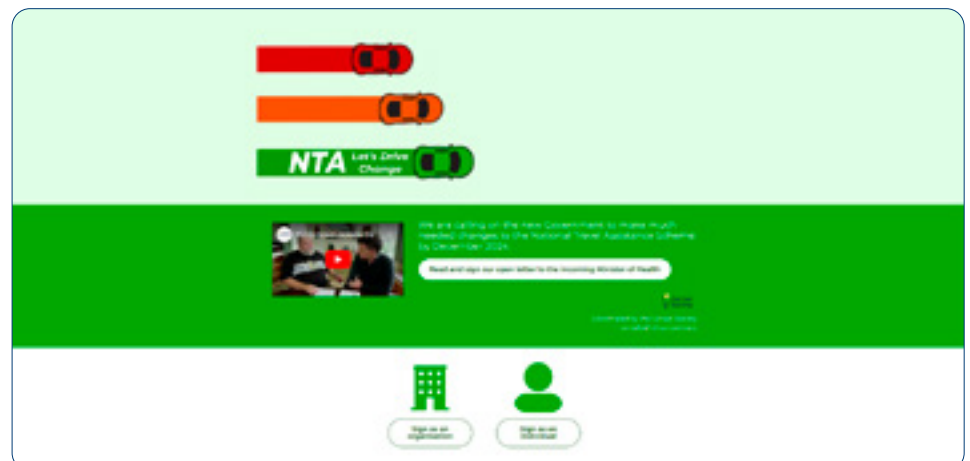 NTA Let's Drive
Change
We are calling on the new Government to make much
needed changes to the National Travel Assistance Scheme
by December 2024.
Read and sign our open letter to the incoming Minister of Health
Sign as an
organisation
Sign as an
individual